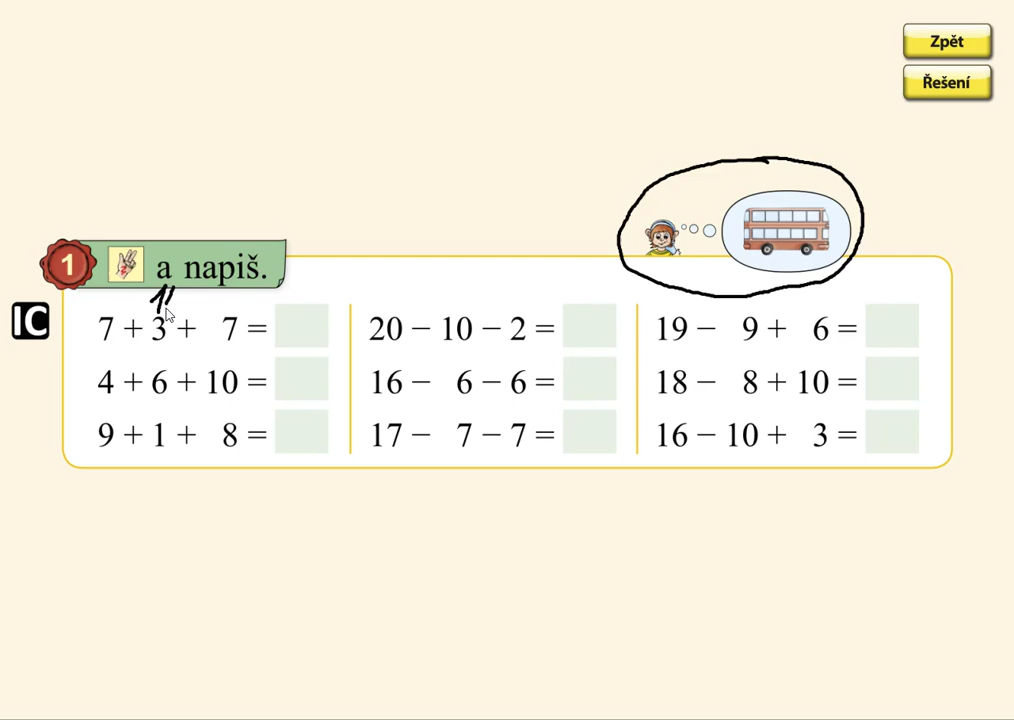 Zpět
Řešení
1 a napiš.
IC
7 + 3 + 7 =
4 + 6 + 10 =
9 + 1 + 8 =
20 − 10 − 2 =
16 − 6 − 6 =
17 − 7 − 7 =
19 − 9 + 6 =
18 − 8 + 10 =
16 − 10 + 3 =